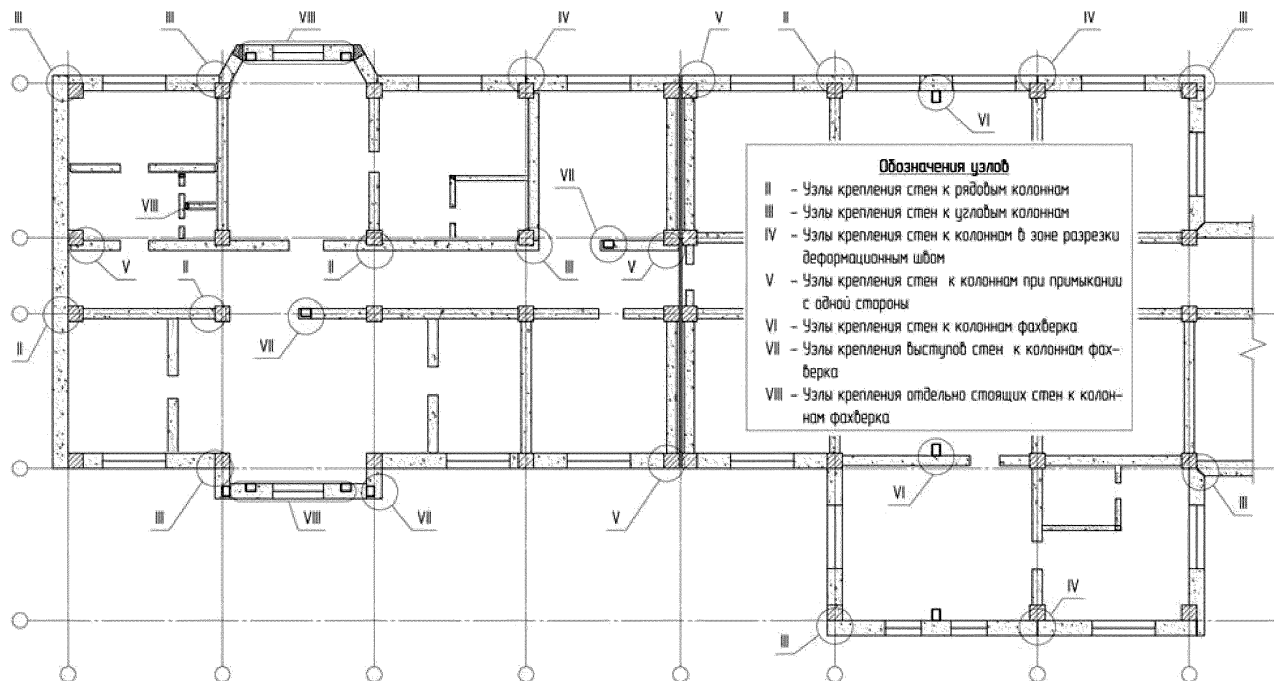 III
III
VIII
IV
V
II
IV
III
VI
VII
VIII
V
II
II
III
V
II
VII
III
VIII
VII
V
VI
III
III
IV
Обозначения узлов
II – Узлы крепления стен к рядовым колоннам
III – Узлы крепления стен к угловым колоннам
IV – Узлы крепления стен к колоннам в зоне разрезки
деформационным швом
V – Узлы крепления стен к колоннам при примыкании
с одной стороны
VI – Узлы крепления стен к колоннам фахверка
VII – Узлы крепления выступов стен к колоннам фах-
верка
VIII – Узлы крепления отдельно стоящих стен к колон-
нам фахверка